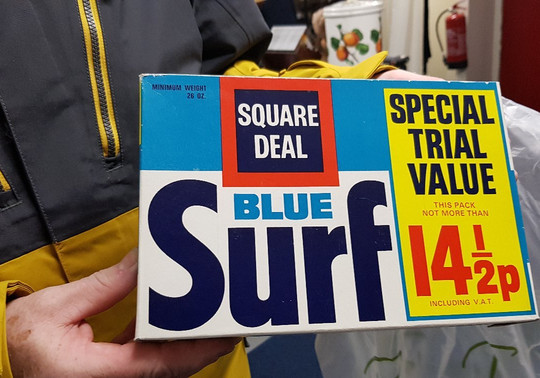 MINIMUM WEIGHT
26 OZ.
SQUARE
DEAL
BLUE
Surf
SPECIAL
TRIAL
VALUE
THIS PACK
NOT MORE THAN
14½p
INCLUDING V.A.T.